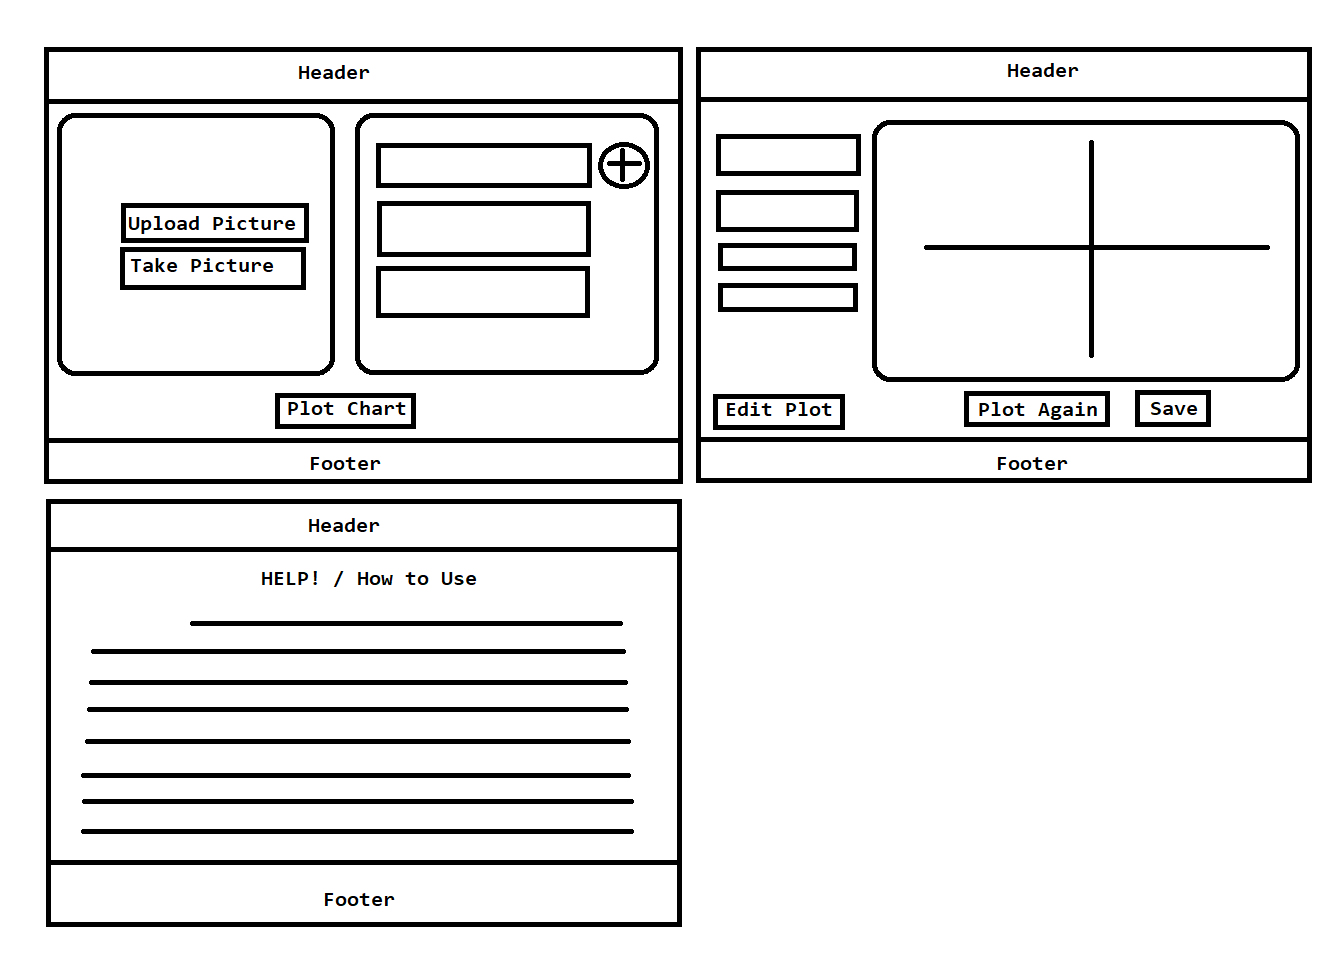 Header
Upload Picture
Take Picture
Plot Chart
Footer
Header
Edit Plot
Plot Again
Save
Footer
Header
HELP! / How to Use
Footer